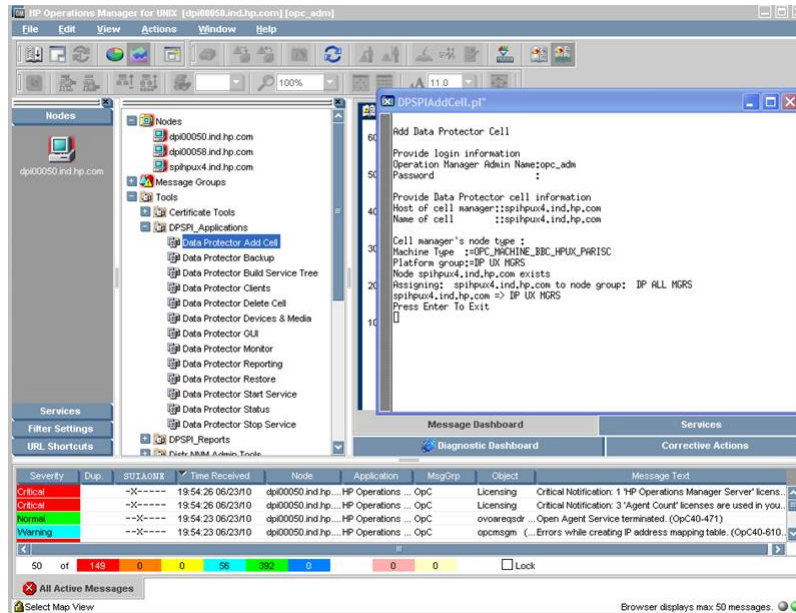 HP Operations Manager for UNIX [dpi00050.ind.hp.com] [opc_adm]
File Edit View Actions Window Help
100%
11.0
Nodes
dpi00050.ind.hp.com
Services
Filter Settings
URL Shortcuts
Nodes
dpi00050.ind.hp.com
dpi00058.ind.hp.com
spihpux4.ind.hp.com
Message Groups
Tools
Certificate Tools
DPSPI_Applications
Data Protector Add Cell
Data Protector Backup
Data Protector Build Service Tree
Data Protector Clients
Data Protector Delete Cell
Data Protector Devices & Media
Data Protector GUI
Data Protector Monitor
Data Protector Reporting
Data Protector Restore
Data Protector Start Service
Data Protector Status
Data Protector Stop Service
DPSPI_Reports
Distr NNM Admin Tools
60
50
40
30
20
10
DPSPIAddCell.pl"
Add Data Protector Cell
Provide login information
Operation Manager Admin Name:opc_adm
Password :
Provide Data Protector cell information
Host of cell manager::spihpux4.ind.hp.com
Name of cell ::spihpux4.ind.hp.com
Cell manager's node type :
Machine Type :=OPC_MACHINE_BBC_HPUX_PARISC
Platform group:=DP UX MGRS
Node spihpux4.ind.hp.com exists
Assigning: spihpux4.ind.hp.com to node group: DP ALL MGRS
spihpux4.ind.hp.com => DP UX MGRS
Press Enter To Exit
Message Dashboard Services
Diagnostic Dashboard Corrective Actions
Severity Dup. SUIAONE Time Received Node Application MsgGrp Object Message Text
Critical --X----- 19:54:26 06/23/10 dpi00050.ind.hp.... HP Operations ... OpC Licensing Critical Notification: 1 'HP Operations Manager Server' licens..
Critical --X----- 19:54:26 06/23/10 dpi00050.ind.hp.... HP Operations ... OpC Licensing Critical Notification: 3 'Agent Count' licenses are used in you..
Normal --X----- 19:54:23 06/23/10 dpi00050.ind.hp.... HP Operations ... OpC ovoareqsdr ... Open Agent Service terminated. (OpC40-471)
Warning --X----- 19:54:22 06/23/10 dpi00050.ind.hp.... HP Operations ... OpC opcmsgm (... Errors while creating IP address mapping table. (OpC40-610..
50 of 149 0 0 56 392 0 0 0 Lock
All Active Messages
Select Map View Browser displays max 50 messages.